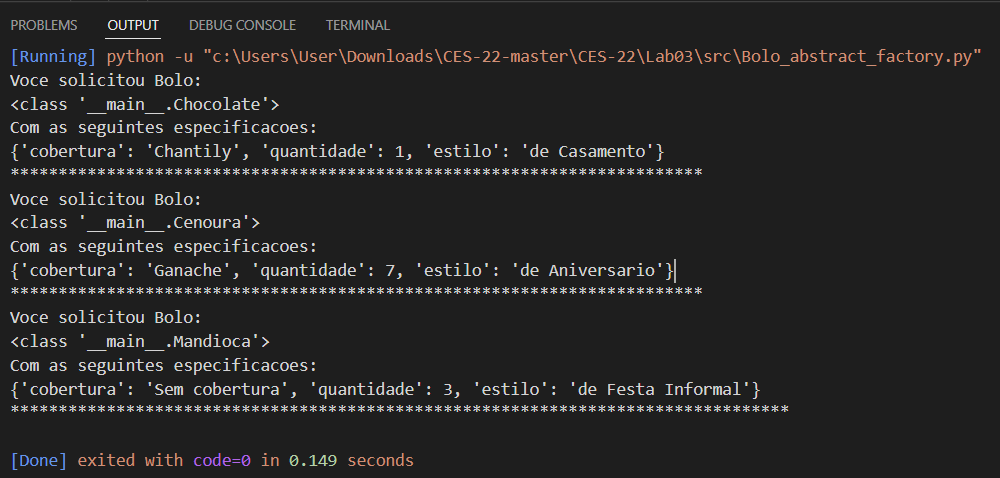 PROBLEMS OUTPUT DEBUG CONSOLE TERMINAL
[Running] python -u "c:\Users\User\Downloads\CES-22-master\CES-22\Lab03\src\Bolo_abstract_factory.py"
Voce solicitou Bolo:
<class '__main__.Chocolate'>
Com as seguintes especificacoes:
{'cobertura': 'Chantily', 'quantidade': 1, 'estilo': 'de Casamento'}
************************************************************************
Voce solicitou Bolo:
<class '__main__.Cenoura'>
Com as seguintes especificacoes:
{'cobertura': 'Ganache', 'quantidade': 7, 'estilo': 'de Aniversario'}
************************************************************************
Voce solicitou Bolo:
<class '__main__.Mandioca'>
Com as seguintes especificacoes:
{'cobertura': 'Sem cobertura', 'quantidade': 3, 'estilo': 'de Festa Informal'}
*********************************************************************************
[Done] exited with code=0 in 0.149 seconds